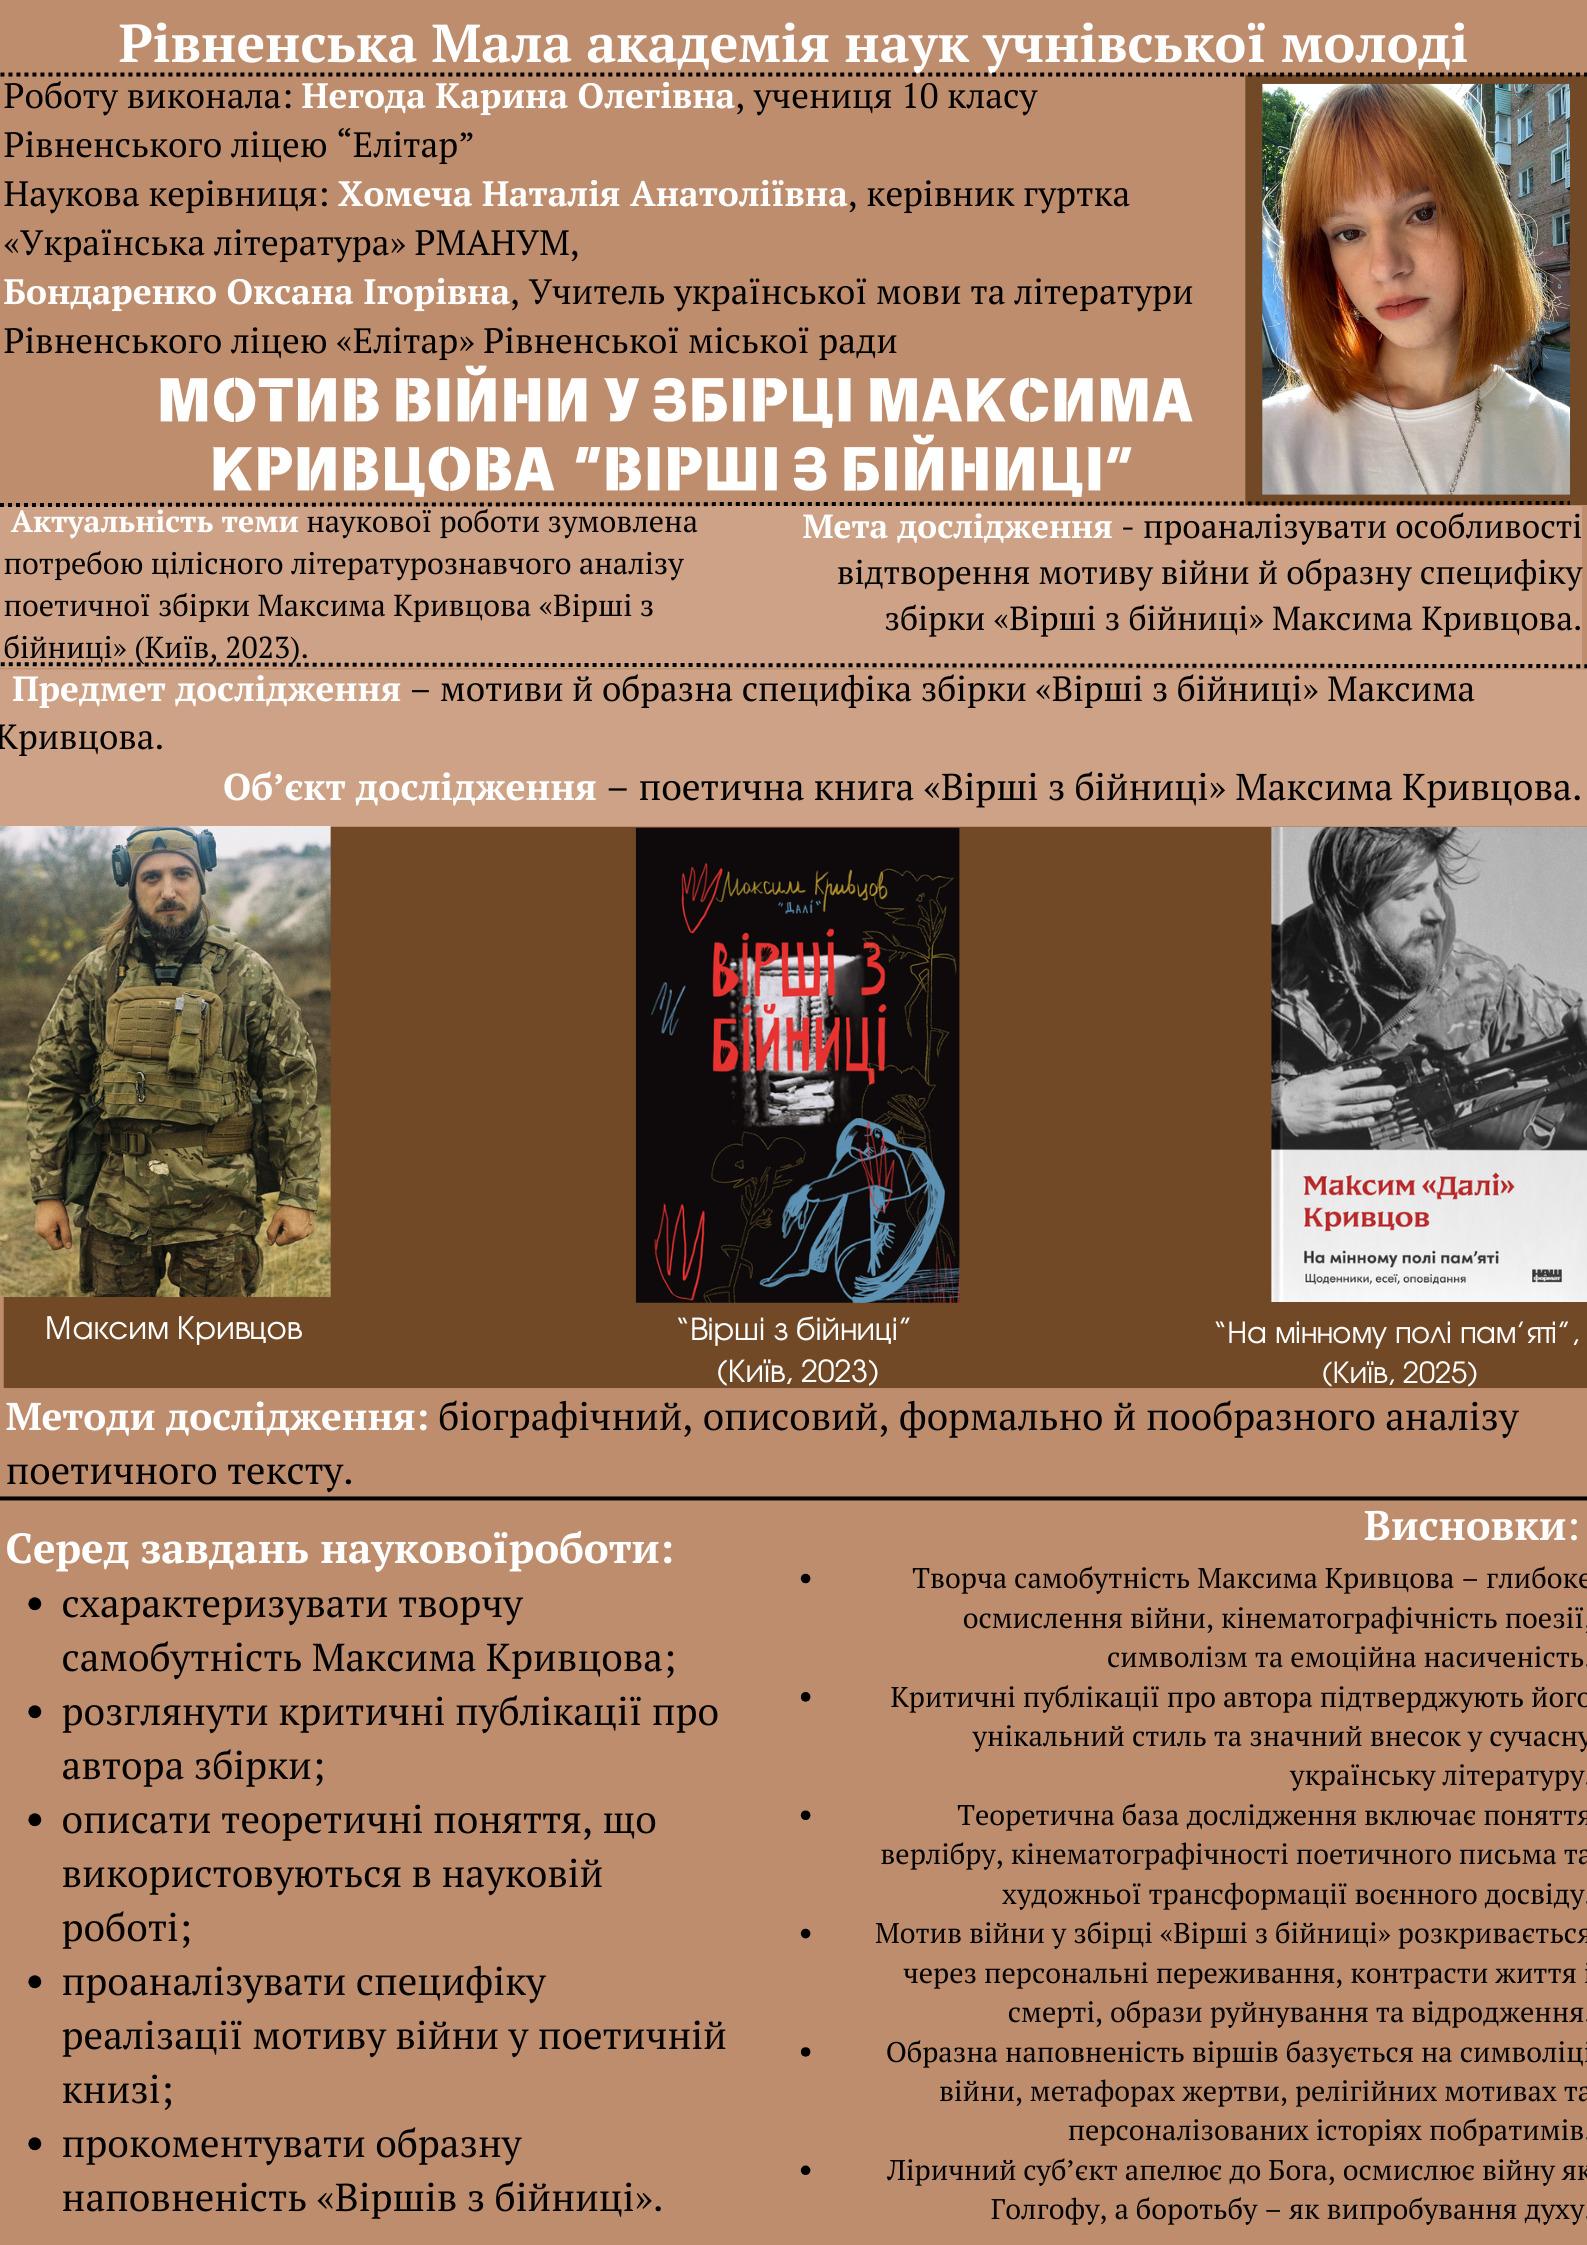 Рівненська Мала академія наук учнівської молоді
Роботу виконала: Негода Карина Олегівна, учениця 10 класу
Рівненського ліцею “Елітар”
Наукова керівниця: Хомеча Наталія Анатоліївна, керівник гуртка
«Українська література» РМАНУМ,
Бондаренко Оксана Ігорівна, Учитель української мови та літератури
Рівненського ліцею «Елітар» Рівненської міської ради
МОТИВ ВІЙНИ У ЗБІРЦІ МАКСИМА
КРИВЦОВА "ВІРШІ З БІЙНИЦІ"
Актуальність теми наукової роботи зумовлена
потребою цілісного літературознавчого аналізу
поетичної збірки Максима Кривцова «Вірші з
бійниці» (Київ, 2023).
Мета дослідження - проаналізувати особливості
відтворення мотиву війни й образну специфіку
збірки «Вірші з бійниці» Максима Кривцова.
Предмет дослідження – мотиви й образна специфіка збірки «Вірші з бійниці» Максима
Кривцова.
Об’єкт дослідження – поетична книга «Вірші з бійниці» Максима Кривцова.
Максим Кривцов
"ДАЛІ"
ВІРШІ З
БІЙНИЦІ
Максим «Далі»
Кривцов
На мінному полі пам’яті
Щоденники, есеї, оповідання
наш
формат
Максим Кривцов
“Вірші з бійниці”
(Київ, 2023)
“На мінному полі пам’яті”,
(Київ, 2025)
Методи дослідження: біографічний, описовий, формально й пообразного аналізу
поетичного тексту.
Серед завдань науковоїроботи:
• схарактеризувати творчу
самобутність Максима Кривцова;
• розглянути критичні публікації про
автора збірки;
• описати теоретичні поняття, що
використовуються в науковій
роботі;
• проаналізувати специфіку
реалізації мотиву війни у поетичній
книзі;
• прокоментувати образну
наповненість «Віршів з бійниці».
Висновки:
• Творча самобутність Максима Кривцова – глибоке
осмислення війни, кінематографічність поезії,
символізм та емоційна насиченість.
• Критичні публікації про автора підтверджують його
унікальний стиль та значний внесок у сучасну
українську літературу.
• Теоретична база дослідження включає поняття
верлібру, кінематографічності поетичного письма та
художньої трансформації воєнного досвіду.
• Мотив війни у збірці «Вірші з бійниці» розкривається
через персональні переживання, контрасти життя і
смерті, образи руйнування та відродження.
• Образна наповненість віршів базується на символіці
війни, метафорах жертви, релігійних мотивах та
персоналізованих історіях побратимів.
• Ліричний суб’єкт апелює до Бога, осмислює війну як
Голгофу, а боротьбу – як випробування духу.